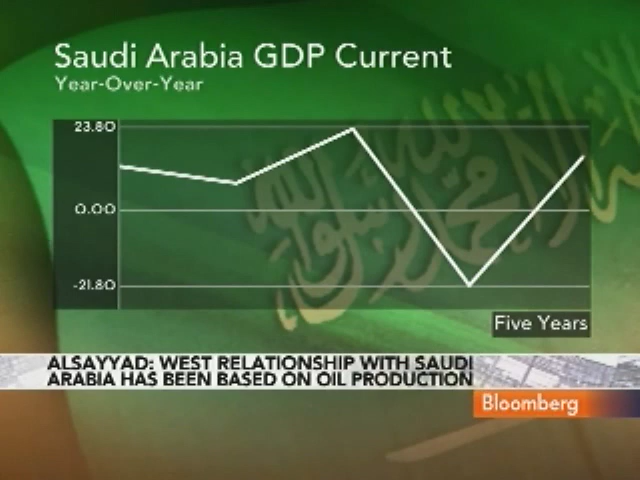 Saudi Arabia GDP Current
Year-Over-Year
23.80
0.00
-21.80
Five Years
ALSAYYAD: WEST RELATIONSHIP WITH SAUDI
ARABIA HAS BEEN BASED ON OIL PRODUCTION
Bloomberg